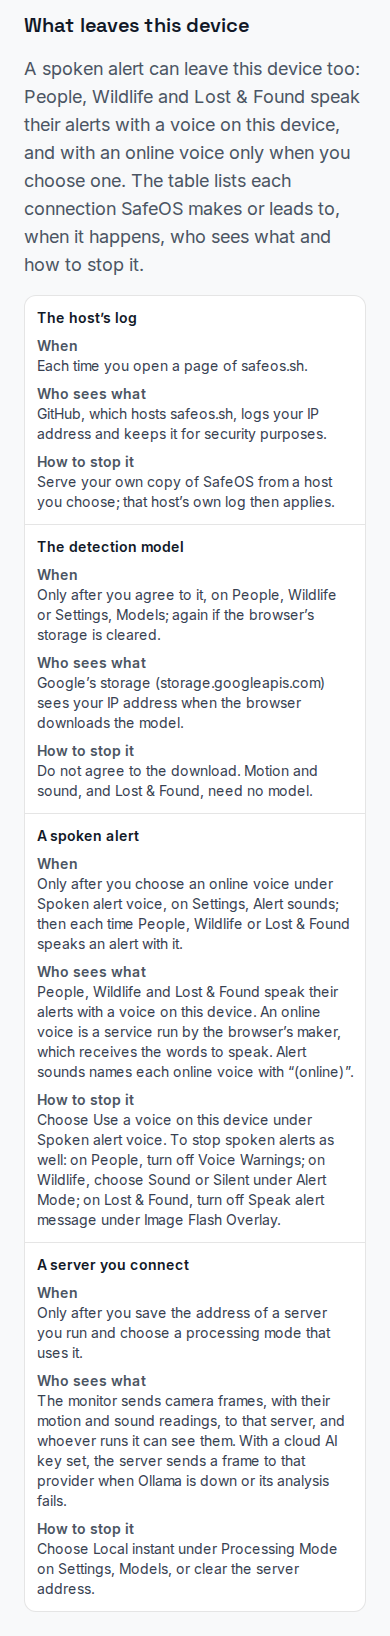 What leaves this device
A spoken alert can leave this device too:
People, Wildlife and Lost & Found speak
their alerts with a voice on this device,
and with an online voice only when you
choose one. The table lists each
connection SafeOS makes or leads to,
when it happens, who sees what and
how to stop it.
The host’s log
When
Each time you open a page of safeos.sh.
Who sees what
GitHub, which hosts safeos.sh, logs your IP
address and keeps it for security purposes.
How to stop it
Serve your own copy of SafeOS from a host
you choose; that host’s own log then applies.
The detection model
When
Only after you agree to it, on People, Wildlife
or Settings, Models; again if the browser’s
storage is cleared.
Who sees what
Google’s storage (storage.googleapis.com)
sees your IP address when the browser
downloads the model.
How to stop it
Do not agree to the download. Motion and
sound, and Lost & Found, need no model.
A spoken alert
When
Only after you choose an online voice under
Spoken alert voice, on Settings, Alert sounds;
then each time People, Wildlife or Lost & Found
speaks an alert with it.
Who sees what
People, Wildlife and Lost & Found speak their
alerts with a voice on this device. An online
voice is a service run by the browser’s maker,
which receives the words to speak. Alert
sounds names each online voice with “(online)”.
How to stop it
Choose Use a voice on this device under
Spoken alert voice. To stop spoken alerts as
well: on People, turn off Voice Warnings; on
Wildlife, choose Sound or Silent under Alert
Mode; on Lost & Found, turn off Speak alert
message under Image Flash Overlay.
A server you connect
When
Only after you save the address of a server
you run and choose a processing mode that
uses it.
Who sees what
The monitor sends camera frames, with their
motion and sound readings, to that server, and
whoever runs it can see them. With a cloud AI
key set, the server sends a frame to that
provider when Ollama is down or its analysis
fails.
How to stop it
Choose Local instant under Processing Mode
on Settings, Models, or clear the server
address.